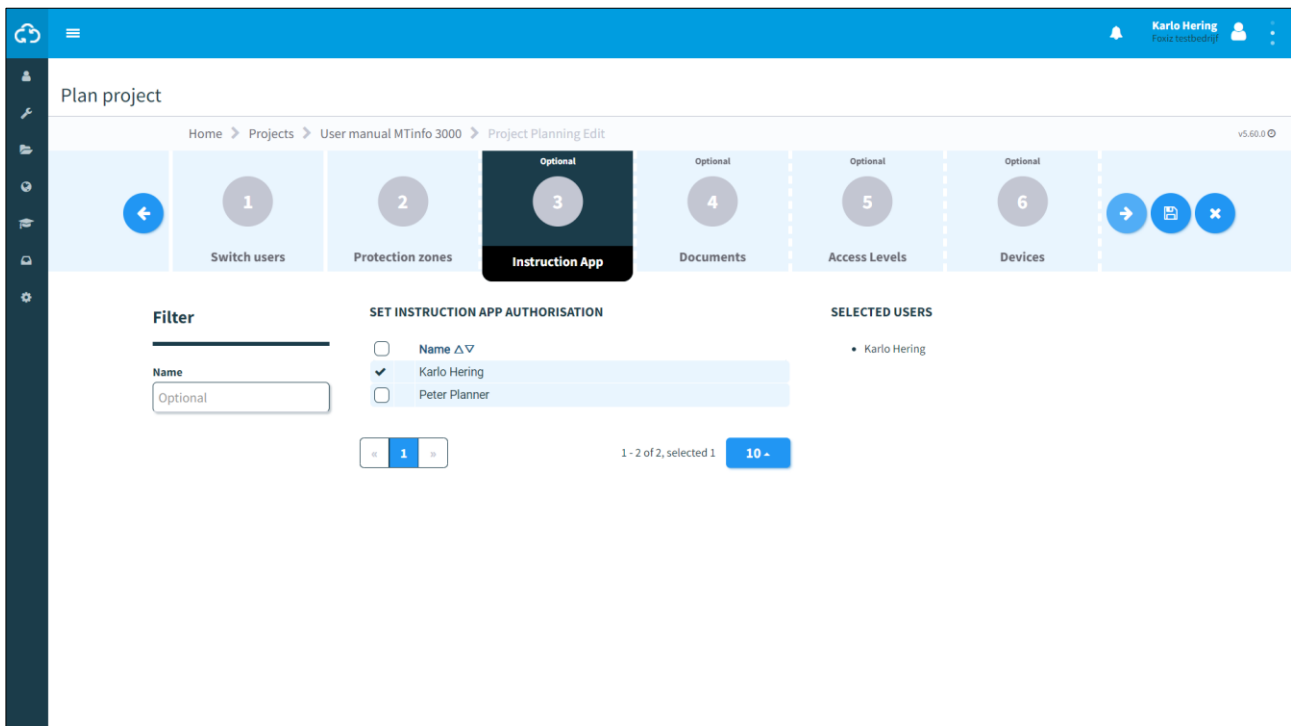 Karlo Hering
Foxiz testbedrijf
Plan project
Home Projects User manual MTinfo 3000 Project Planning Edit
v5.60.0
1
Switch users
2
Protection zones
Optional
3
Instruction App
Optional
4
Documents
Optional
5
Access Levels
Optional
6
Devices
Filter
Name
Optional
SET INSTRUCTION APP AUTHORISATION
Name
Karlo Hering
Peter Planner
« 1 »
1 - 2 of 2, selected 1
10
SELECTED USERS
• Karlo Hering